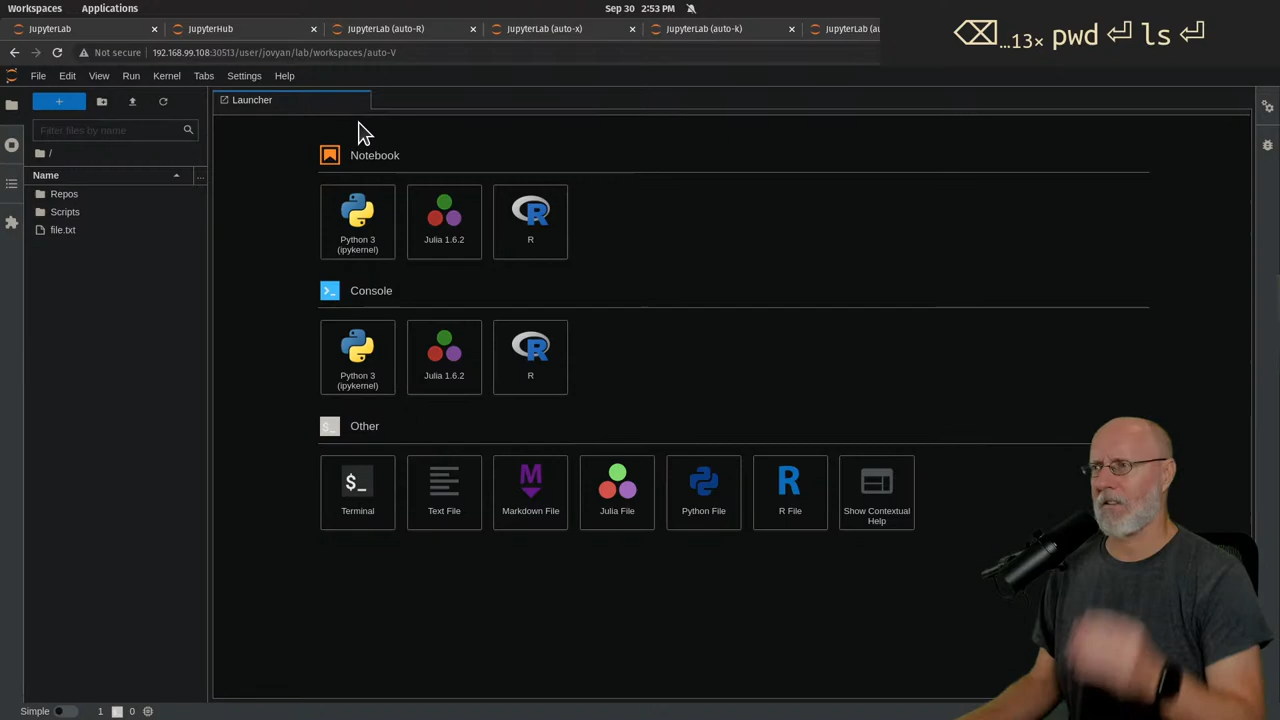 Workspaces Applications Sep 30 2:53 PM
⌫…13× pwd ⏎ ls ⏎
JupyterLab JupyterHub JupyterLab (auto-R) JupyterLab (auto-x) JupyterLab (auto-k) JupyterLab (au
Not secure 192.168.99.108:30513/user/jovyan/lab/workspaces/auto-V
File Edit View Run Kernel Tabs Settings Help
+
Launcher
Filter files by name
/
Name
...
Repos
Scripts
file.txt
Notebook
Python 3 (ipykernel)
Julia 1.6.2
R
Console
Python 3 (ipykernel)
Julia 1.6.2
R
$_ Other
$_
Terminal
Text File
M
Markdown File
Julia File
Python File
R
R File
Show Contextual Help
Simple 1 0